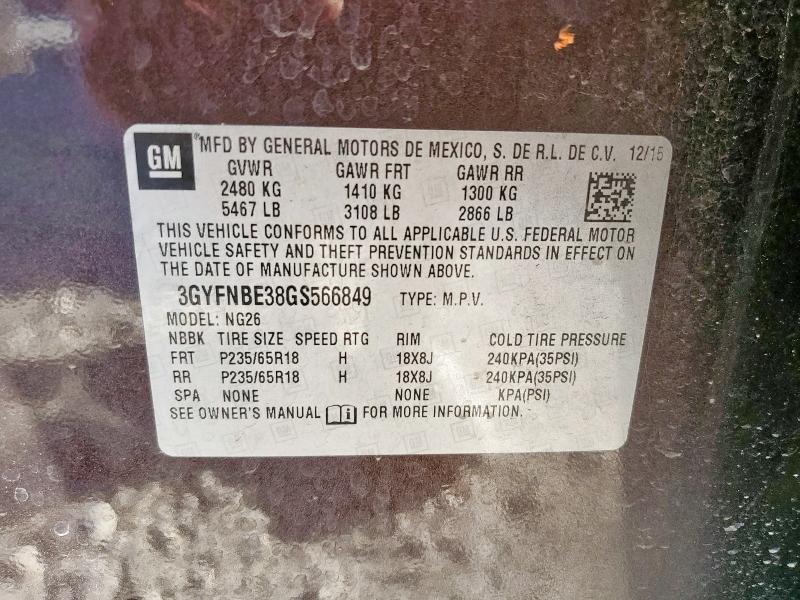 GM
®MFD BY GENERAL MOTORS DE MEXICO, S. DE R.L. DE C.V. 12/15
GVWR GAWR FRT GAWR RR
2480 KG 1410 KG 1300 KG
5467 LB 3108 LB 2866 LB
THIS VEHICLE CONFORMS TO ALL APPLICABLE U.S. FEDERAL MOTOR
VEHICLE SAFETY AND THEFT PREVENTION STANDARDS IN EFFECT ON
THE DATE OF MANUFACTURE SHOWN ABOVE.
3GYFNBE38GS566849 TYPE: M.P.V.
MODEL: NG26
NBBK TIRE SIZE SPEED RTG RIM COLD TIRE PRESSURE
FRT P235/65R18 H 18X8J 240KPA(35PSI)
RR P235/65R18 H 18X8J 240KPA(35PSI)
SPA NONE NONE KPA(PSI)
SEE OWNER'S MANUAL FOR MORE INFORMATION.